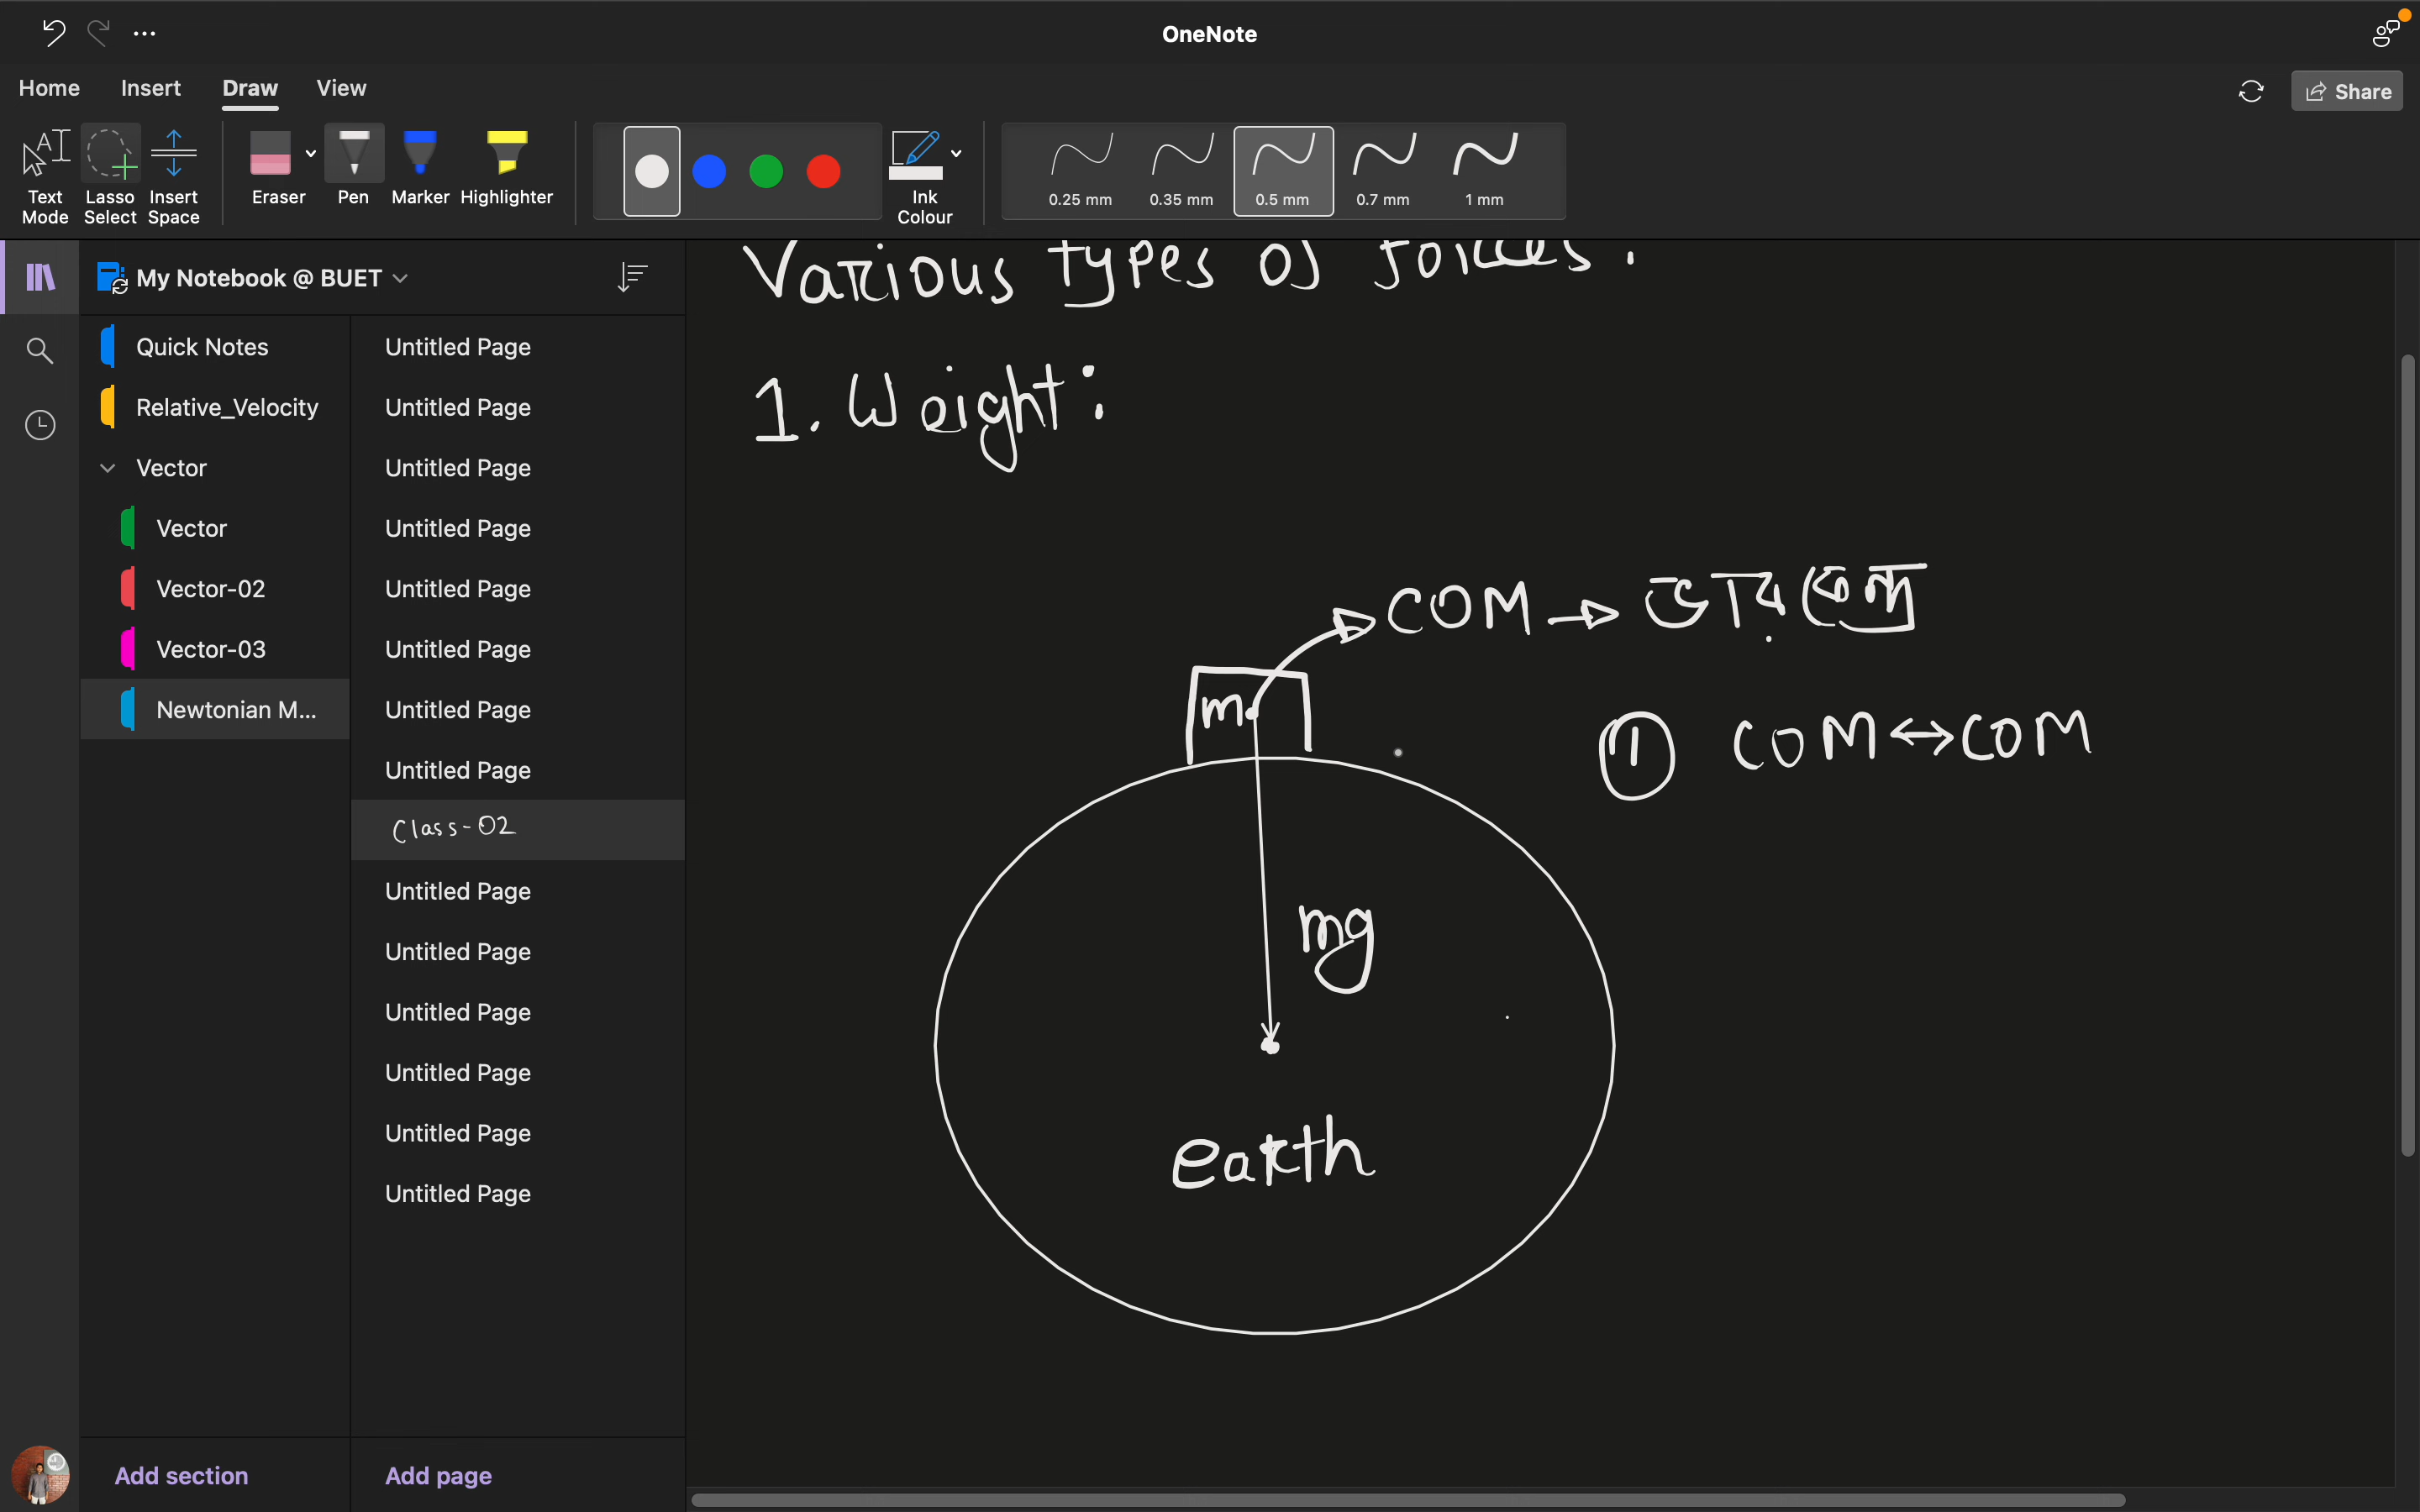 OneNote
Home Insert Draw View
Share
Text Mode
Lasso Select
Insert Space
Eraser
Pen
Marker
Highlighter
Ink Colour
0.25 mm
0.35 mm
0.5 mm
0.7 mm
1 mm
My Notebook @ BUET
Quick Notes
Relative_Velocity
Vector
Vector
Vector-02
Vector-03
Newtonian M...
Untitled Page
Untitled Page
Untitled Page
Untitled Page
Untitled Page
Untitled Page
Untitled Page
Untitled Page
Class-02
Untitled Page
Untitled Page
Untitled Page
Untitled Page
Untitled Page
Untitled Page
Add section
Add page
Various types of forces:
1. Weight:
COM → ভারকেন্দ্র
m
① COM ↔ COM
mg
earth